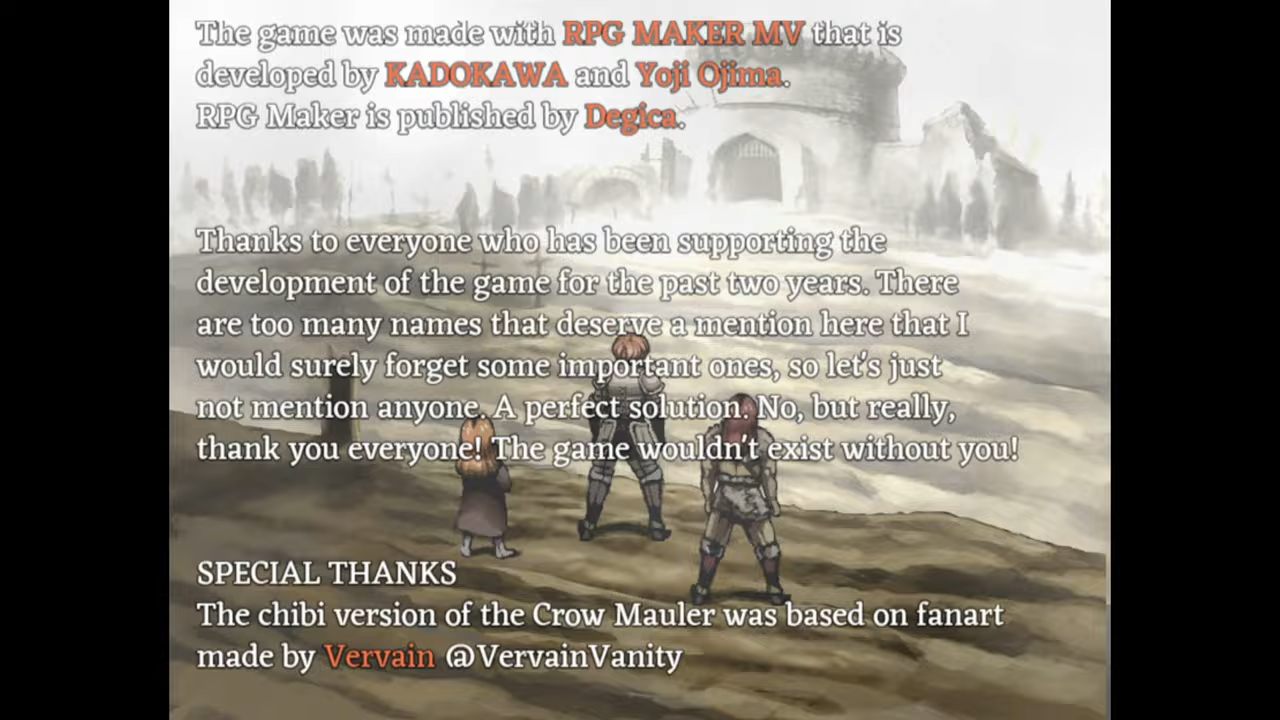 The game was made with RPG MAKER MV that is
developed by KADOKAWA and Yoji Ojima.
RPG Maker is published by Degica.
Thanks to everyone who has been supporting the
development of the game for the past two years. There
are too many names that deserve a mention here that I
would surely forget some important ones, so let's just
not mention anyone. A perfect solution. No, but really,
thank you everyone! The game wouldn't exist without you!
SPECIAL THANKS
The chibi version of the Crow Mauler was based on fanart
made by Vervain @VervainVanity